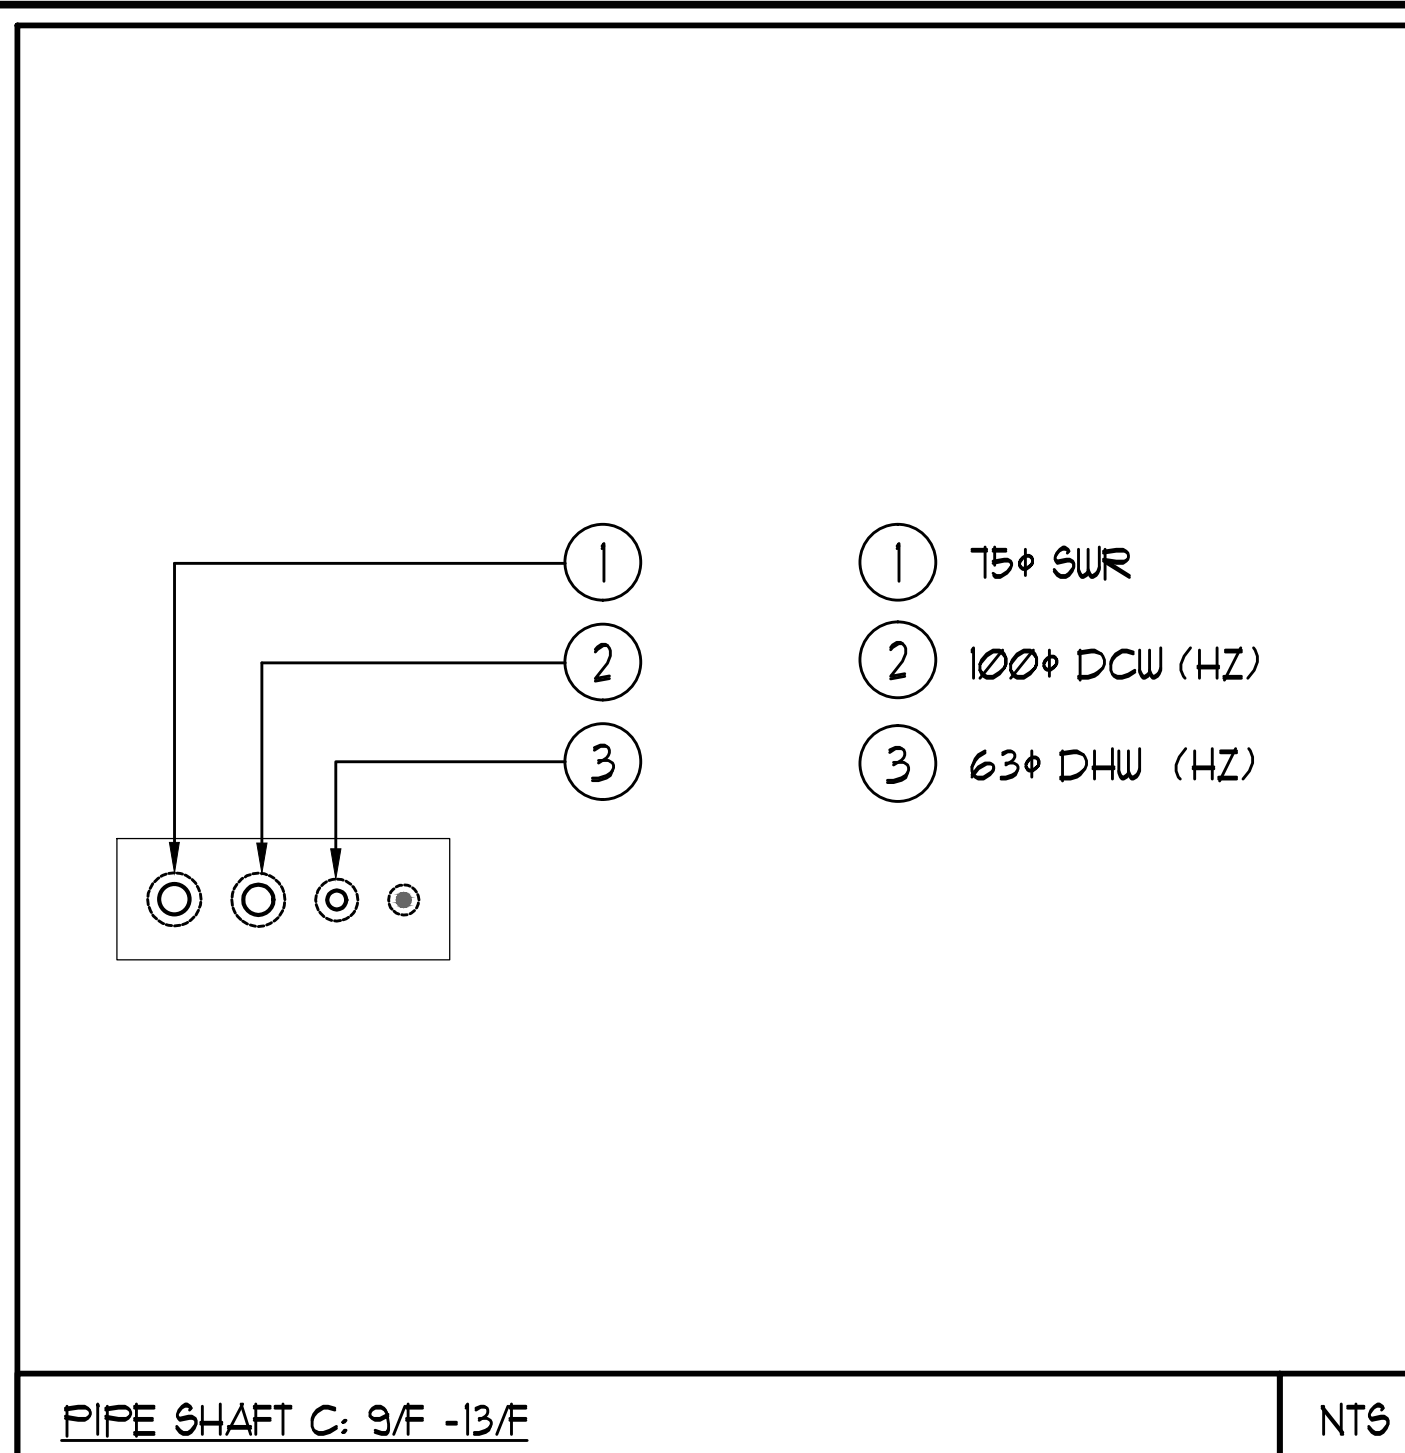 1 1 75ϕ SWR
2 2 100ϕ DCW (HZ)
3 3 63ϕ DHW (HZ)
PIPE SHAFT C: 9/F -13/F NTS